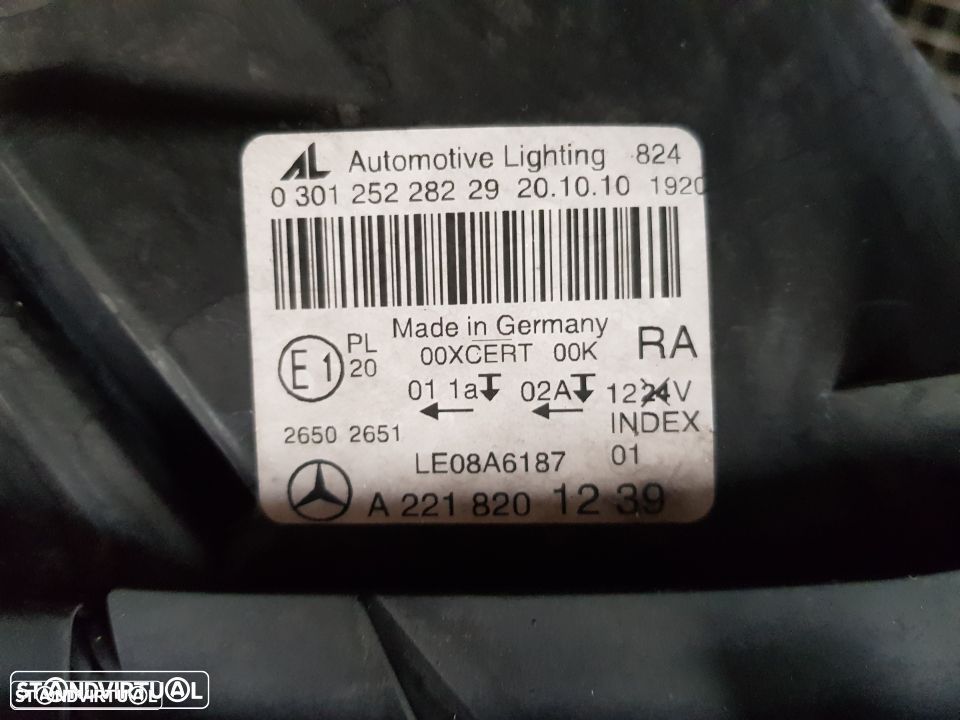 AL Automotive Lighting 824
0 301 252 282 29 20.10.10 1920
Made in Germany
E1 PL 20 00XCERT 00K RA
01 1a 02A 1224V
2650 2651 INDEX
LE08A6187 01
A 221 820 12 39
STANDVIRTUAL
STANDVIRTUAL